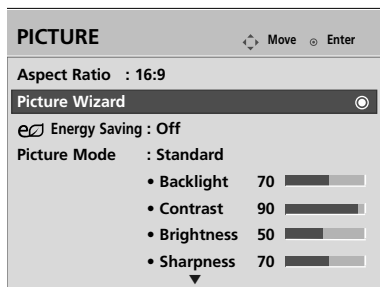 PICTURE Move Enter
Aspect Ratio : 16:9
Picture Wizard
Energy Saving : Off
Picture Mode : Standard
• Backlight 70
• Contrast 90
• Brightness 50
• Sharpness 70